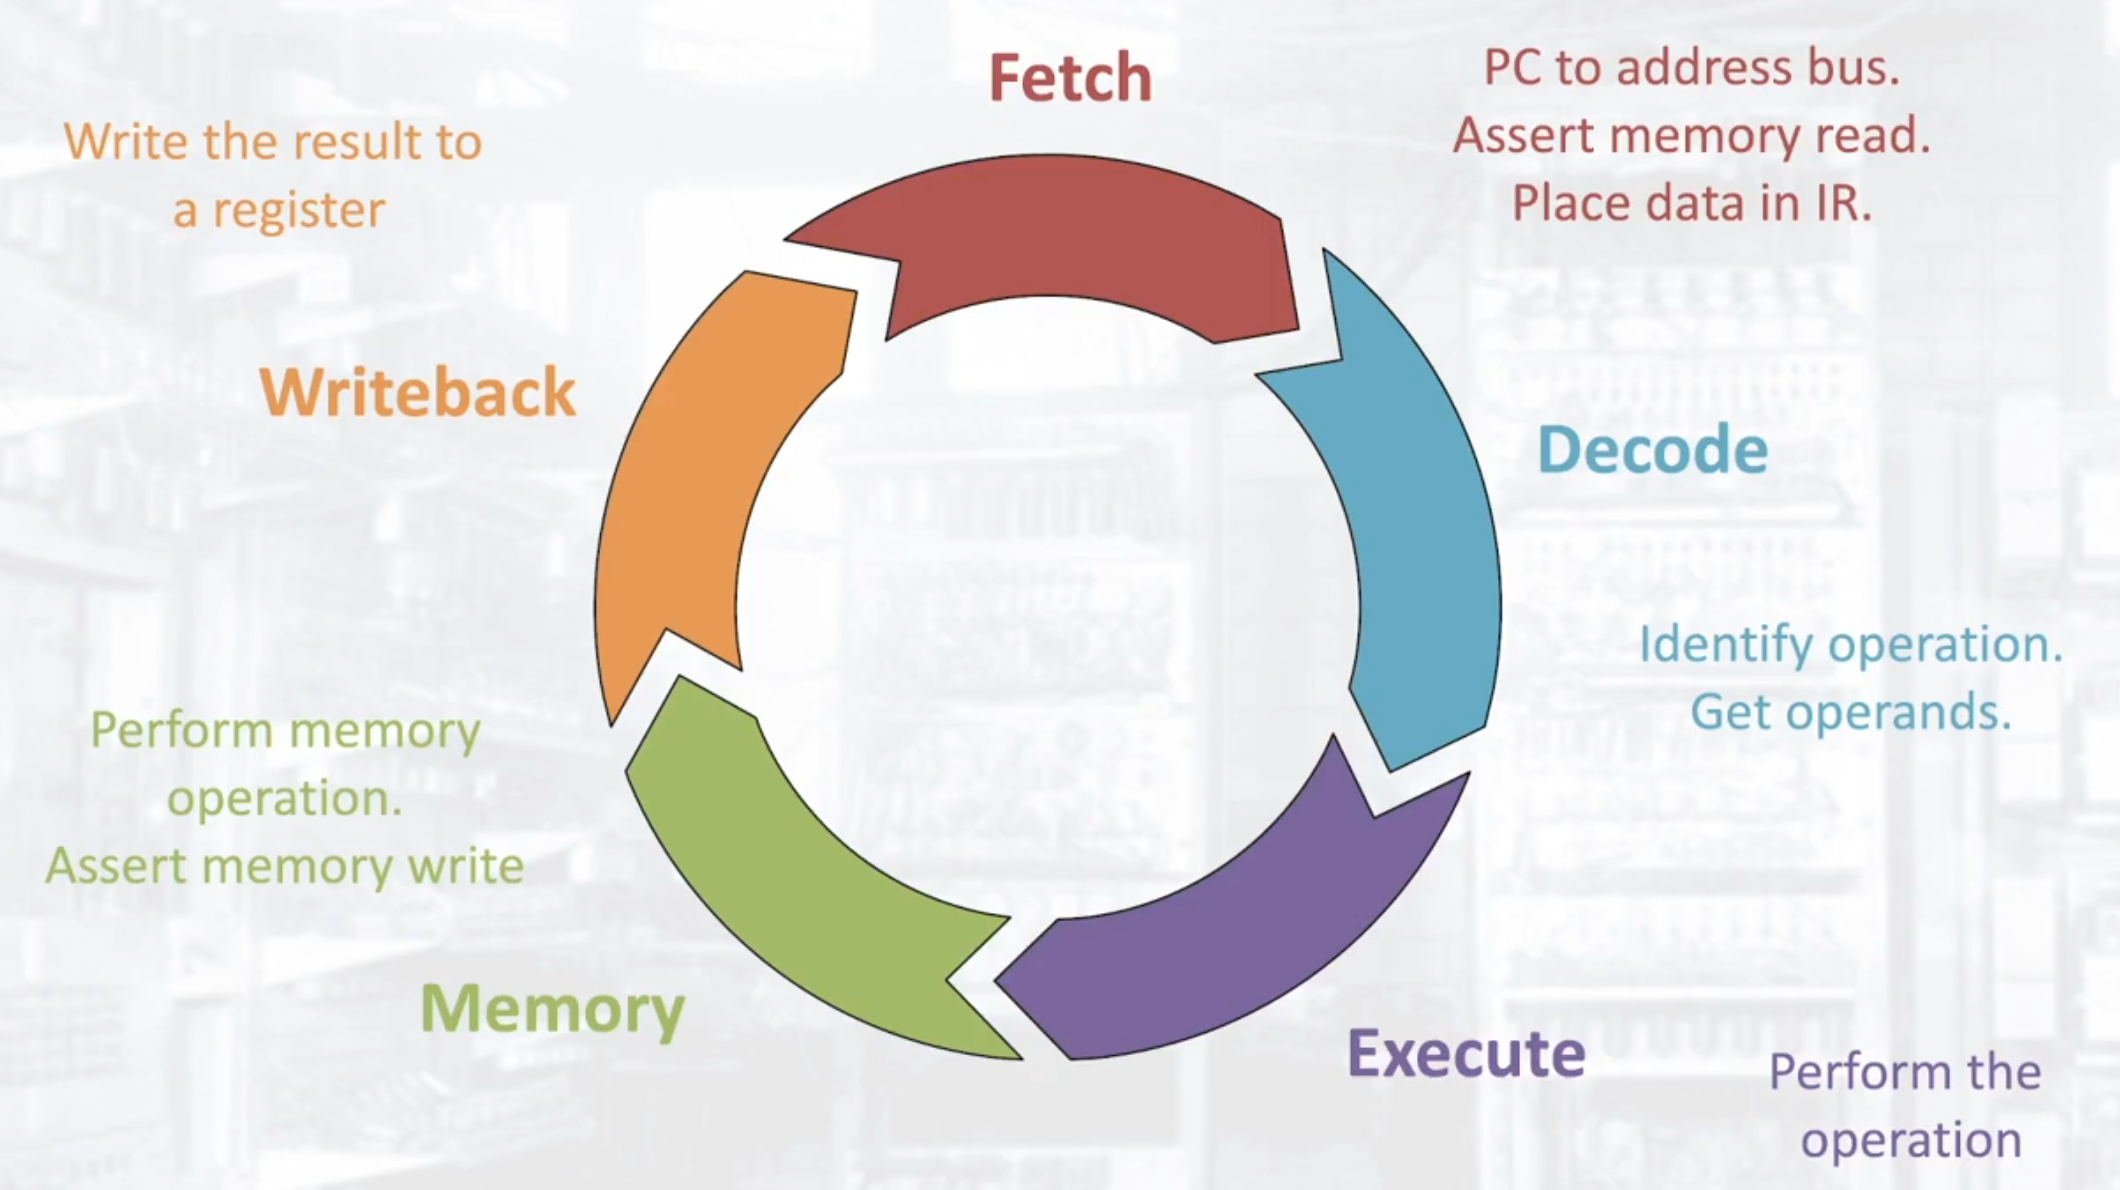 Fetch
PC to address bus.
Assert memory read.
Place data in IR.
Decode
Identify operation.
Get operands.
Execute
Perform the
operation
Memory
Perform memory
operation.
Assert memory write
Writeback
Write the result to
a register